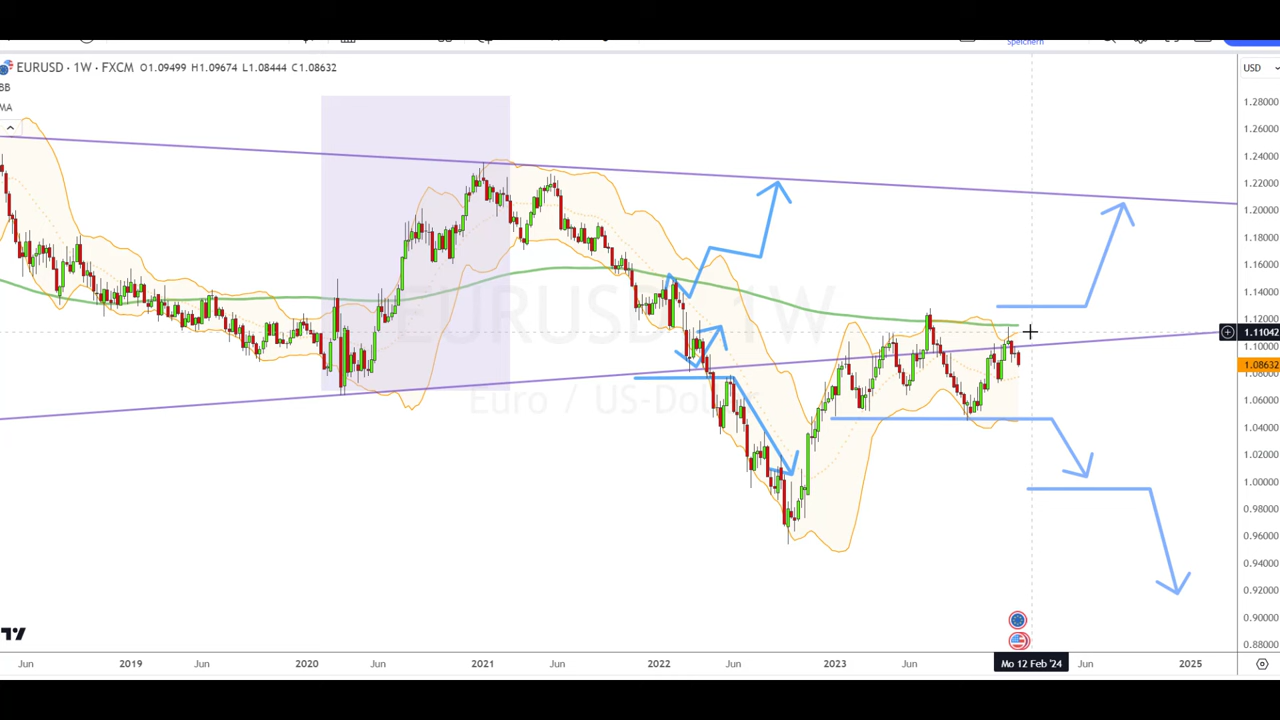 Speichern
EURUSD · 1W · FXCM O1.09499 H1.09674 L1.08444 C1.08632
USD
BB
MA
1.28000
1.26000
1.24000
1.22000
1.20000
1.18000
1.16000
1.14000
1.12000
1.11042
1.10000
1.08632
1.08000
1.06000
1.04000
1.02000
1.00000
0.98000
0.96000
0.94000
0.92000
0.90000
0.88000
EURUSD, 1W
Euro / US-Dol
Jun 2019 Jun 2020 Jun 2021 Jun 2022 Jun 2023 Jun Mo 12 Feb '24 Jun 2025